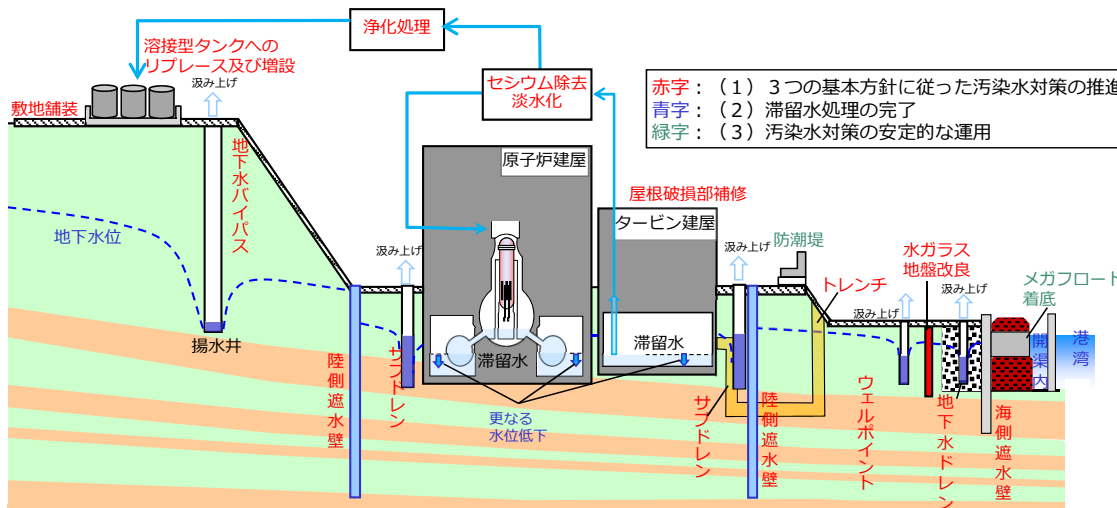 浄化処理
溶接型タンクへの
リプレース及び増設
汲み上げ
敷地舗装
セシウム除去
淡水化
赤字：（１）３つの基本方針に従った汚染水対策の推進
青字：（２）滞留水処理の完了
緑字：（３）汚染水対策の安定的な運用
地下水バイパス
地下水位
揚水井
原子炉建屋
屋根破損部補修
タービン建屋
汲み上げ
汲み上げ
防潮堤
水ガラス
地盤改良
トレンチ
汲み上げ
汲み上げ
メガフロート
着底
開渠内
港湾
滞留水
滞留水
更なる
水位低下
陸側遮水壁
サブドレン
サブドレン
陸側遮水壁
ウェルポイント
地下水ドレン
海側遮水壁